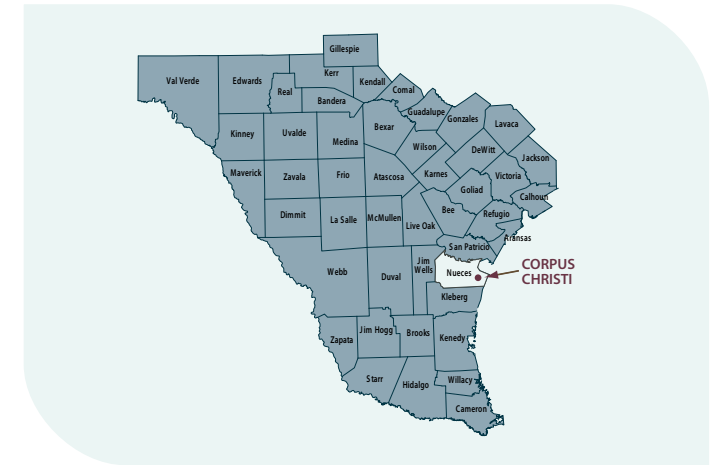 Gillespie
Val Verde
Edwards
Kerr
Real
Kendall
Comal
Bandera
Guadalupe
Gonzales
Lavaca
Kinney
Uvalde
Medina
Bexar
Wilson
DeWitt
Jackson
Maverick
Zavala
Frio
Atascosa
Karnes
Victoria
Goliad
Calhoun
Dimmit
La Salle
McMullen
Live Oak
Bee
Refugio
Aransas
San Patricio
Webb
Duval
Jim
Wells
Nueces
CORPUS
CHRISTI
Kleberg
Zapata
Jim Hogg
Brooks
Kenedy
Starr
Hidalgo
Willacy
Cameron